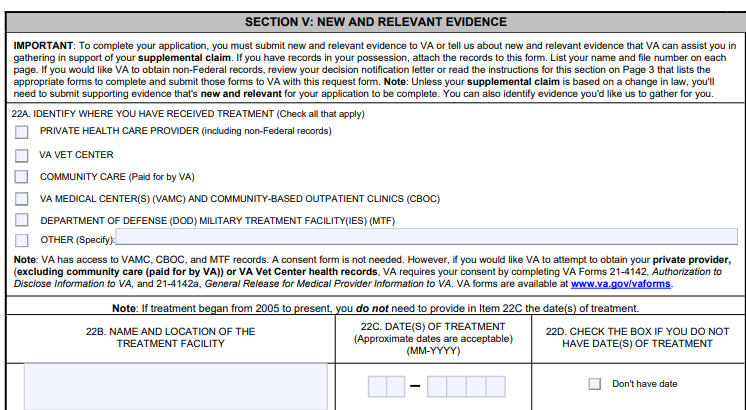 SECTION V: NEW AND RELEVANT EVIDENCE
IMPORTANT: To complete your application, you must submit new and relevant evidence to VA or tell us about new and relevant evidence that VA can assist you in
gathering in support of your supplemental claim. If you have records in your possession, attach the records to this form. List your name and file number on each
page. If you would like VA to obtain non-Federal records, review your decision notification letter or read the instructions for this section on Page 3 that lists the
appropriate forms to complete and submit those forms to VA with this request form. Note: Unless your supplemental claim is based on a change in law, you'll
need to submit supporting evidence that's new and relevant for your application to be complete. You can also identify evidence you'd like us to gather for you.
22A. IDENTIFY WHERE YOU HAVE RECEIVED TREATMENT (Check all that apply)
PRIVATE HEALTH CARE PROVIDER (including non-Federal records)
VA VET CENTER
COMMUNITY CARE (Paid for by VA)
VA MEDICAL CENTER(S) (VAMC) AND COMMUNITY-BASED OUTPATIENT CLINICS (CBOC)
DEPARTMENT OF DEFENSE (DOD) MILITARY TREATMENT FACILITY(IES) (MTF)
OTHER (Specify):
Note: VA has access to VAMC, CBOC, and MTF records. A consent form is not needed. However, if you would like VA to attempt to obtain your private provider,
(excluding community care (paid for by VA)) or VA Vet Center health records, VA requires your consent by completing VA Forms 21-4142, Authorization to
Disclose Information to VA, and 21-4142a, General Release for Medical Provider Information to VA. VA forms are available at www.va.gov/vaforms.
Note: If treatment began from 2005 to present, you do not need to provide in Item 22C the date(s) of treatment.
22B. NAME AND LOCATION OF THE
TREATMENT FACILITY
22C. DATE(S) OF TREATMENT
(Approximate dates are acceptable)
(MM-YYYY)
22D. CHECK THE BOX IF YOU DO NOT
HAVE DATE(S) OF TREATMENT
–
Don't have date